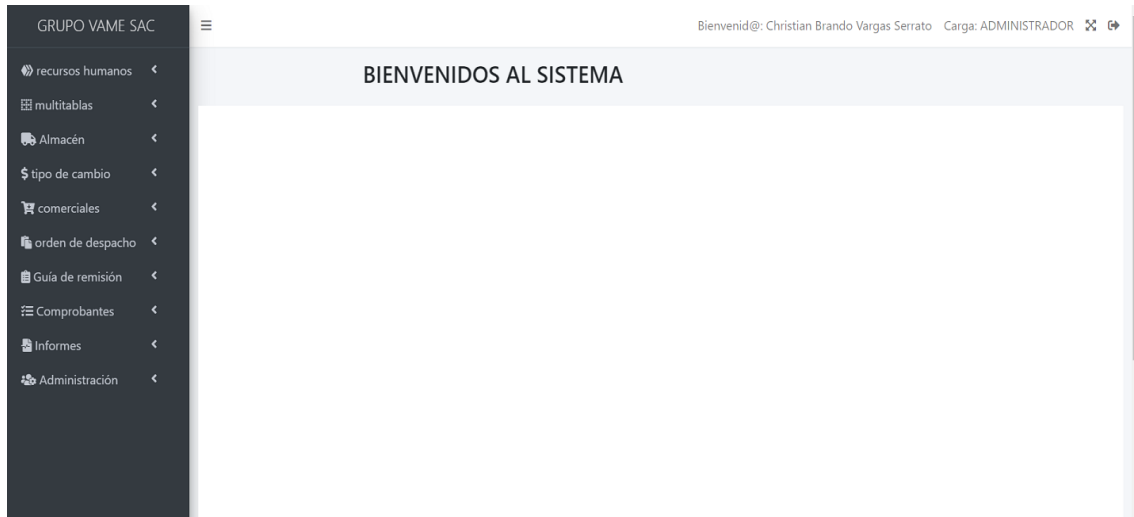 GRUPO VAME SAC
Bienvenid@: Christian Brando Vargas Serrato Carga: ADMINISTRADOR
recursos humanos
multitablas
Almacén
tipo de cambio
comerciales
orden de despacho
Guía de remisión
Comprobantes
Informes
Administración
BIENVENIDOS AL SISTEMA